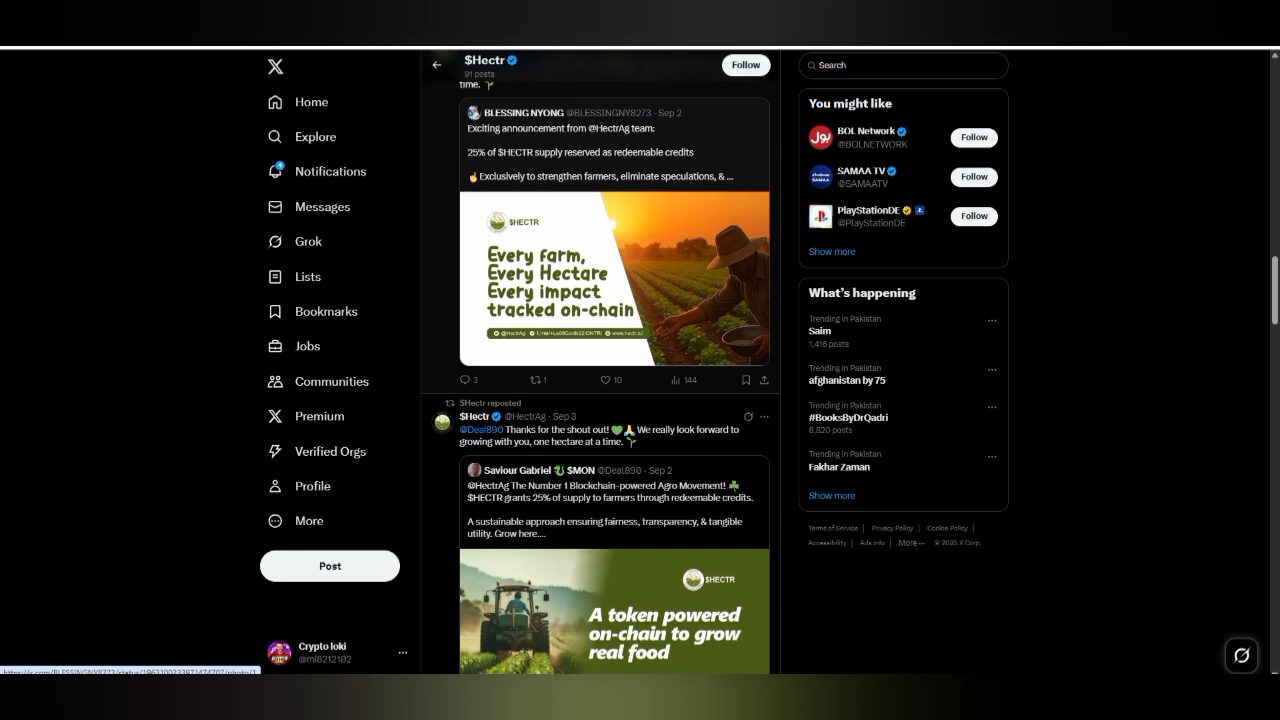 Home
Explore
Notifications
Messages
Grok
Lists
Bookmarks
Jobs
Communities
Premium
Verified Orgs
Profile
More
Post
Crypto loki
@ml8212102
$Hectr
91 posts
Follow
time.
BLESSING NYONG @BLESSINGNY8273 · Sep 2
Exciting announcement from @HectrAg team:
25% of $HECTR supply reserved as redeemable credits
Exclusively to strengthen farmers, eliminate speculations, & ...
$HECTR
Every farm,
Every Hectare
Every impact
tracked on-chain
@HectrAg
3 1 10 144
$Hectr reposted
$Hectr @HectrAg · Sep 3
@Deal890 Thanks for the shout out! We really look forward to
growing with you, one hectare at a time.
Saviour Gabriel $MON @Deal890 · Sep 2
@HectrAg The Number 1 Blockchain-powered Agro Movement!
$HECTR grants 25% of supply to farmers through redeemable credits.
A sustainable approach ensuring fairness, transparency, & tangible
utility. Grow here....
$HECTR
A token powered
on-chain to grow
real food
Search
You might like
BOL Network
@BOLNETWORK
Follow
SAMAA TV
@SAMAATV
Follow
PlayStationDE
@PlayStationDE
Follow
Show more
What's happening
Trending in Pakistan
Saim
1,416 posts
Trending in Pakistan
afghanistan by 75
Trending in Pakistan
#BooksByDrQadri
8,820 posts
Trending in Pakistan
Fakhar Zaman
Show more
Terms of Service | Privacy Policy | Cookie Policy |
Accessibility | Ads info | More ··· © 2025 X Corp.